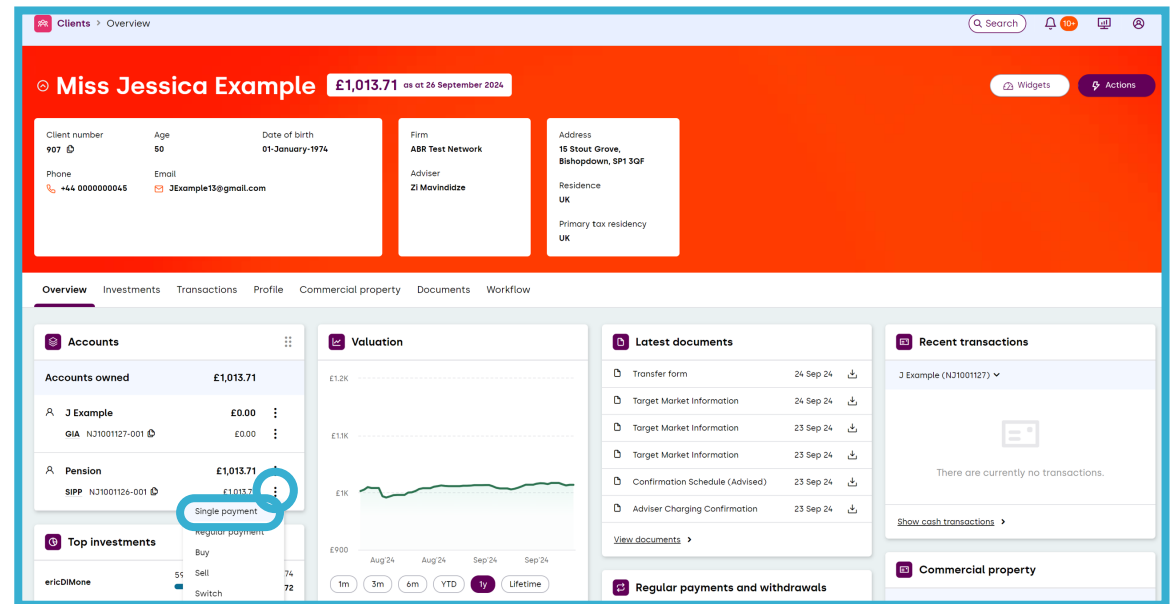 Clients > Overview
Search
10+
Miss Jessica Example £1,013.71 as at 26 September 2024
Widgets
Actions
Client number Age Date of birth
907 50 01-January-1974
Phone Email
+44 0000000045 JExample13@gmail.com
Firm
ABR Test Network
Adviser
Zi Mavindidze
Address
15 Stout Grove,
Bishopdown, SP1 3QF
Residence
UK
Primary tax residency
UK
Overview Investments Transactions Profile Commercial property Documents Workflow
Accounts
Accounts owned £1,013.71
J Example £0.00
GIA NJ1001127-001 £0.00
Pension £1,013.71
SIPP NJ1001126-001 £1,013.7
Single payment
Regular payment
Buy
Sell
Switch
Top investments
ericDIMone
74
72
Valuation
£1.2K
£1.1K
£1K
£900
Aug'24 Aug'24 Sep'24 Sep'24
1m 3m 6m YTD 1y Lifetime
Latest documents
Transfer form 24 Sep 24
Target Market Information 24 Sep 24
Target Market Information 23 Sep 24
Target Market Information 23 Sep 24
Confirmation Schedule (Advised) 23 Sep 24
Adviser Charging Confirmation 23 Sep 24
View documents >
Regular payments and withdrawals
Recent transactions
J Example (NJ1001127)
There are currently no transactions.
Show cash transactions >
Commercial property